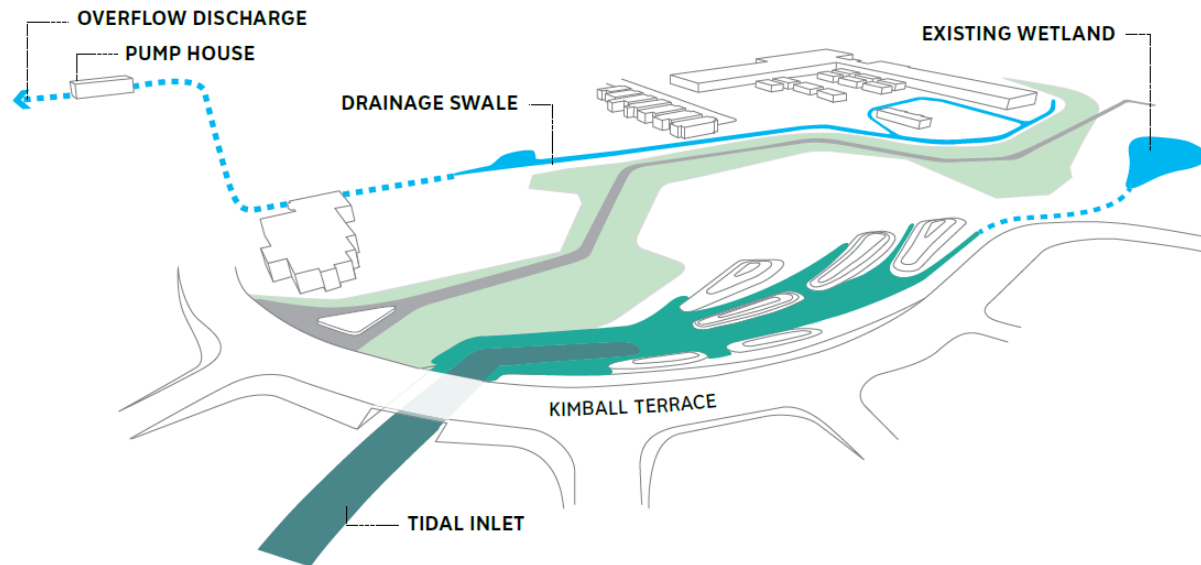 OVERFLOW DISCHARGE
PUMP HOUSE
EXISTING WETLAND
DRAINAGE SWALE
KIMBALL TERRACE
TIDAL INLET